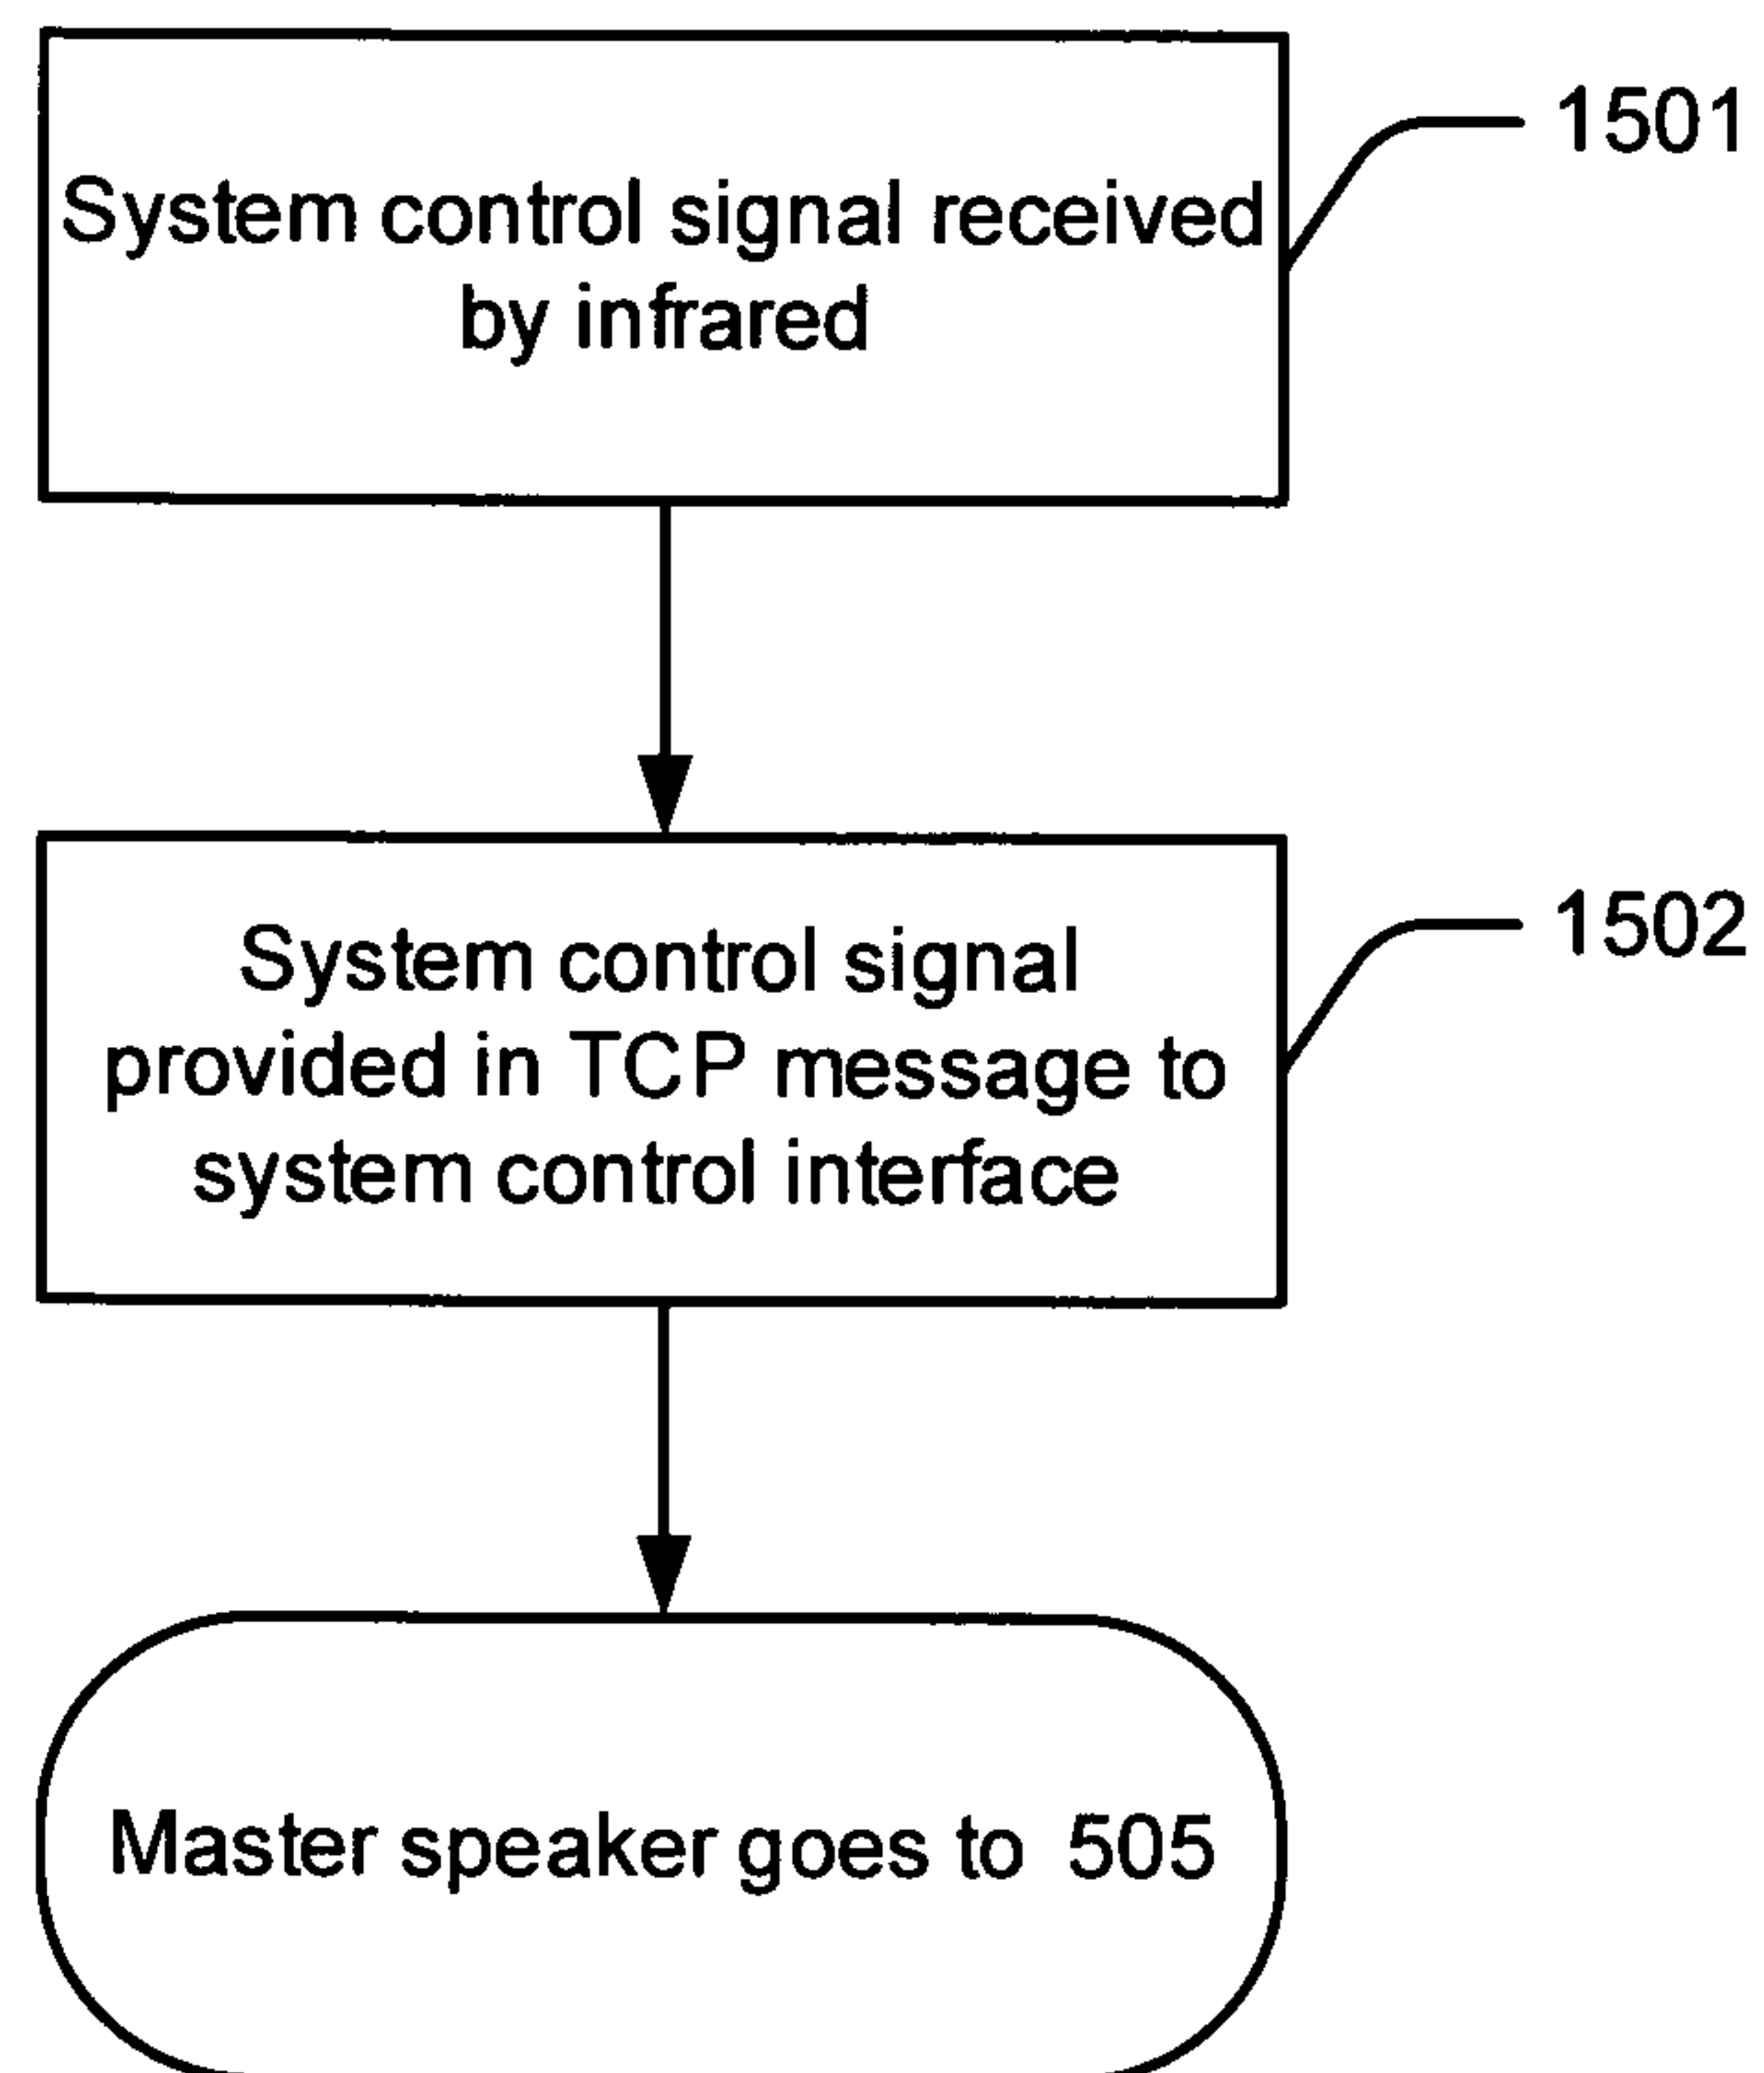 System control signal received
by infrared
1501
System control signal
provided in TCP message to
system control interface
1502
Master speaker goes to 505